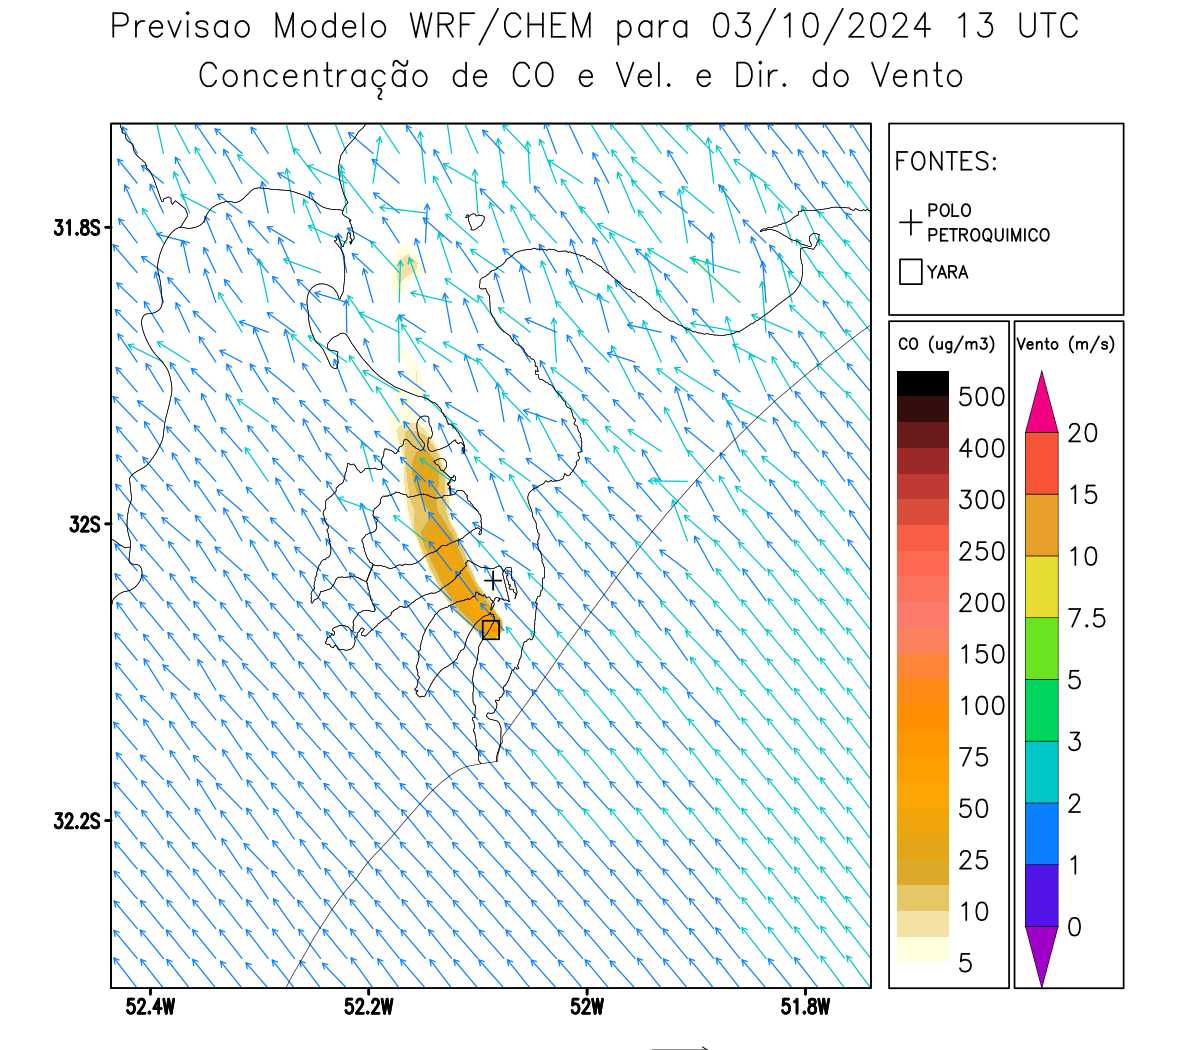 Previsao Modelo WRF/CHEM para 03/10/2024 13 UTC
Concentração de CO e Vel. e Dir. do Vento
FONTES:
POLO
PETROQUIMICO
YARA
CO (ug/m3)
500
400
300
250
200
150
100
75
50
25
10
5
Vento (m/s)
20
15
10
7.5
5
3
2
1
0
31.8S
32S
32.2S
52.4W
52.2W
52W
51.8W